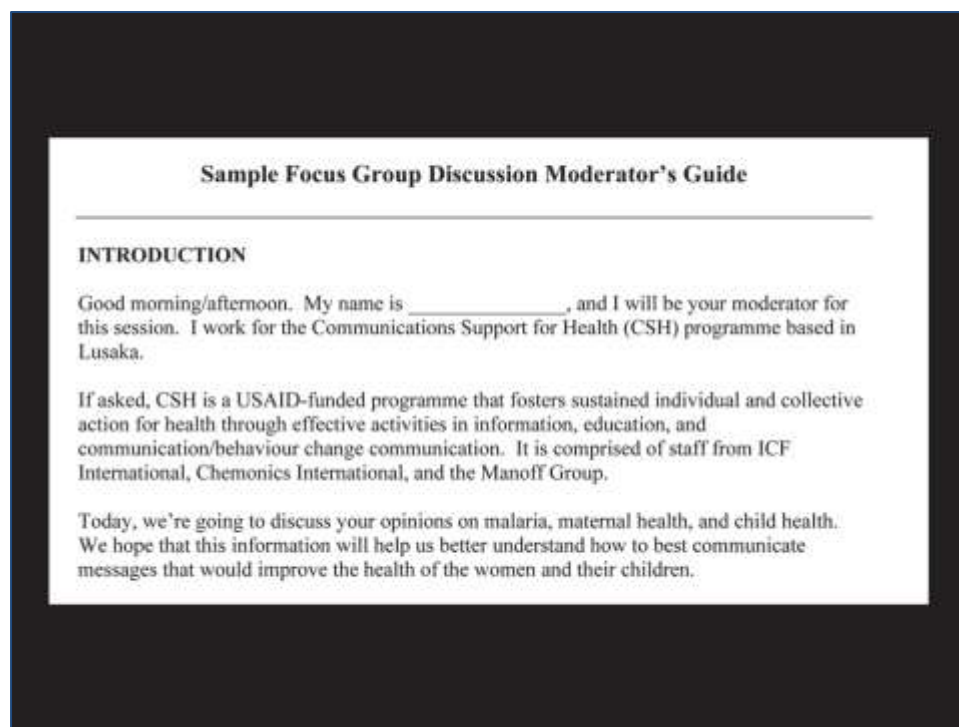 Sample Focus Group Discussion Moderator's Guide
INTRODUCTION
Good morning/afternoon.  My name is ________________, and I will be your moderator for
this session.  I work for the Communications Support for Health (CSH) programme based in
Lusaka.
If asked, CSH is a USAID-funded programme that fosters sustained individual and collective
action for health through effective activities in information, education, and
communication/behaviour change communication.  It is comprised of staff from ICF
International, Chemonics International, and the Manoff Group.
Today, we're going to discuss your opinions on malaria, maternal health, and child health.
We hope that this information will help us better understand how to best communicate
messages that would improve the health of the women and their children.